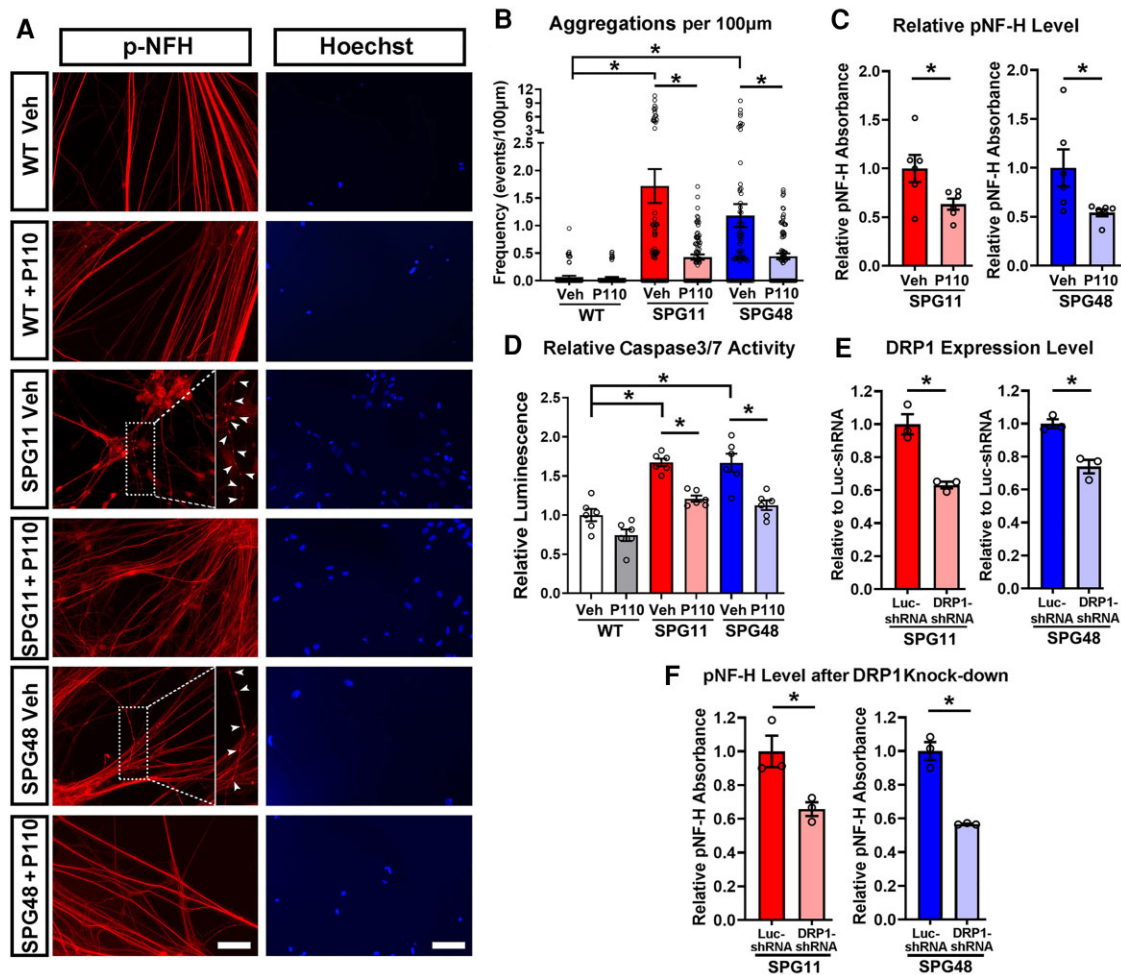 A
p-NFH
Hoechst
WT Veh
WT + P110
SPG11 Veh
SPG11 + P110
SPG48 Veh
SPG48 + P110
B
Aggregations per 100µm
Frequency (events/100µm)
12
9
6
3
2.5
2.0
1.5
1.0
0.5
0.0
*
*
*
*
Veh P110 Veh P110 Veh P110
WT SPG11 SPG48
C
Relative pNF-H Level
Relative pNF-H Absorbance
2.0
1.5
1.0
0.5
0.0
*
Veh P110
SPG11
Relative pNF-H Absorbance
2.0
1.5
1.0
0.5
0.0
*
Veh P110
SPG48
D
Relative Caspase3/7 Activity
Relative Luminescence
2.5
2.0
1.5
1.0
0.5
0.0
*
*
*
*
Veh P110 Veh P110 Veh P110
WT SPG11 SPG48
E
DRP1 Expression Level
Relative to Luc-shRNA
1.2
1.0
0.8
0.6
0.4
0.2
0.0
*
Luc- DRP1-
shRNA shRNA
SPG11
Relative to Luc-shRNA
1.2
1.0
0.8
0.6
0.4
0.2
0.0
*
Luc- DRP1-
shRNA shRNA
SPG48
F
pNF-H Level after DRP1 Knock-down
Relative pNF-H Absorbance
1.2
1.0
0.8
0.6
0.4
0.2
0.0
*
Luc- DRP1-
shRNA shRNA
SPG11
Relative pNF-H Absorbance
1.2
1.0
0.8
0.6
0.4
0.2
0.0
*
Luc- DRP1-
shRNA shRNA
SPG48